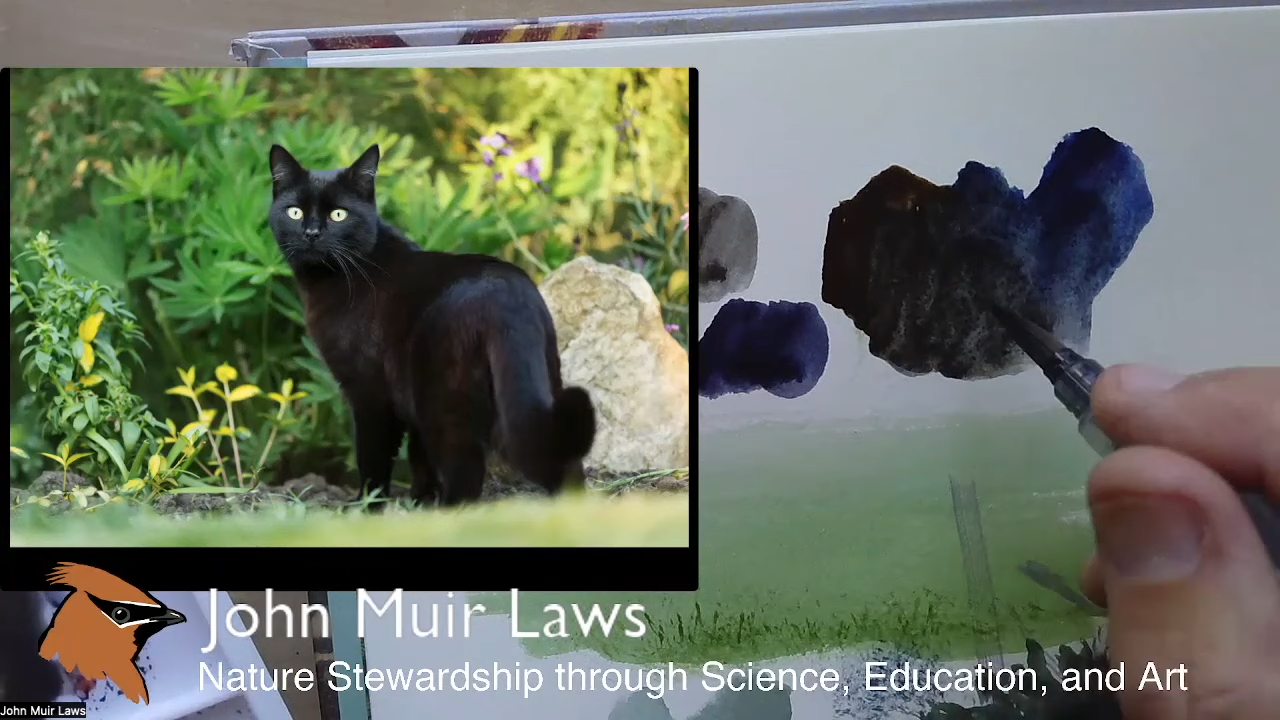 John Muir Laws
Nature Stewardship through Science, Education, and Art
John Muir Laws